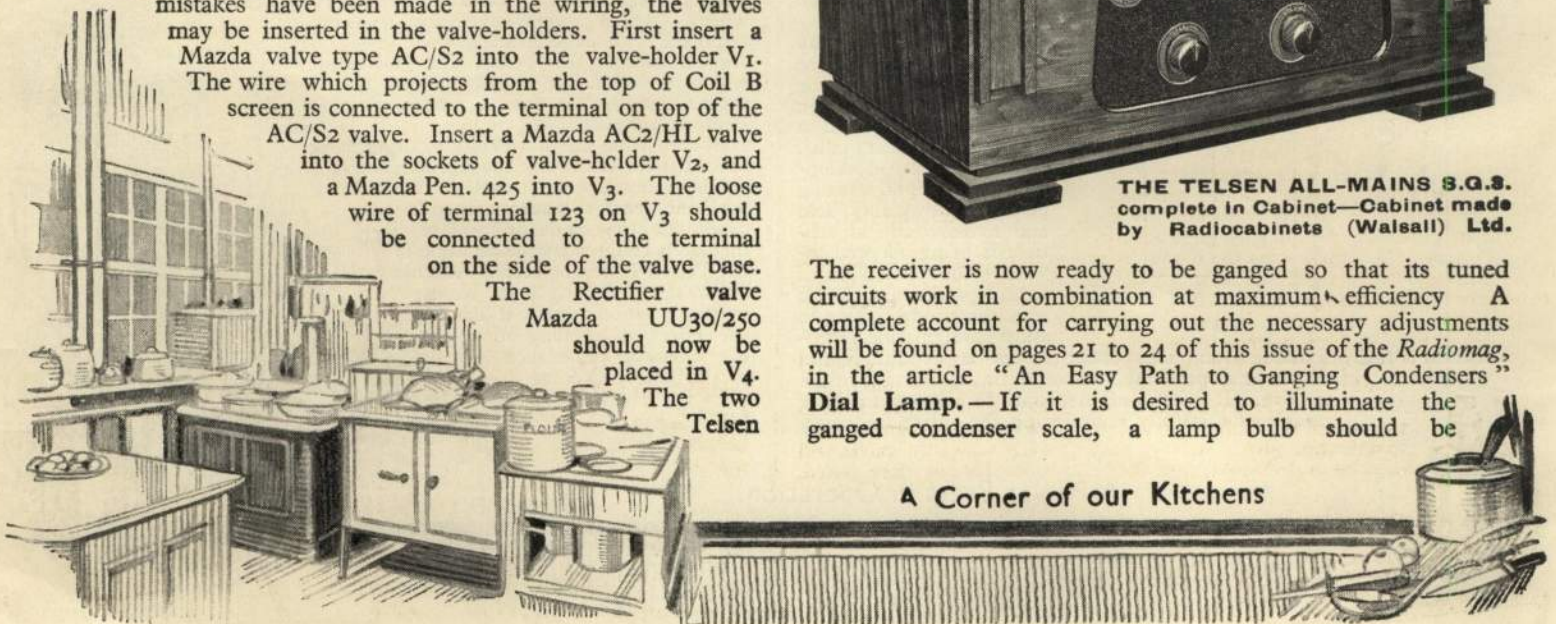 mistakes have been made in the wiring, the valves
may be inserted in the valve-holders. First insert a
Mazda valve type AC/S2 into the valve-holder V1.
The wire which projects from the top of Coil B
screen is connected to the terminal on top of the
AC/S2 valve. Insert a Mazda AC2/HL valve
into the sockets of valve-holder V2, and
a Mazda Pen. 425 into V3. The loose
wire of terminal 123 on V3 should
be connected to the terminal
on the side of the valve base.
The Rectifier valve
Mazda UU30/250
should now be
placed in V4.
The two
Telsen
FLOUR
THE TELSEN ALL-MAINS S.G.3.
complete in Cabinet—Cabinet made
by Radiocabinets (Walsall) Ltd.
The receiver is now ready to be ganged so that its tuned
circuits work in combination at maximum efficiency A
complete account for carrying out the necessary adjustments
will be found on pages 21 to 24 of this issue of the Radiomag,
in the article "An Easy Path to Ganging Condensers"
Dial Lamp.—If it is desired to illuminate the
ganged condenser scale, a lamp bulb should be
A Corner of our Kitchens